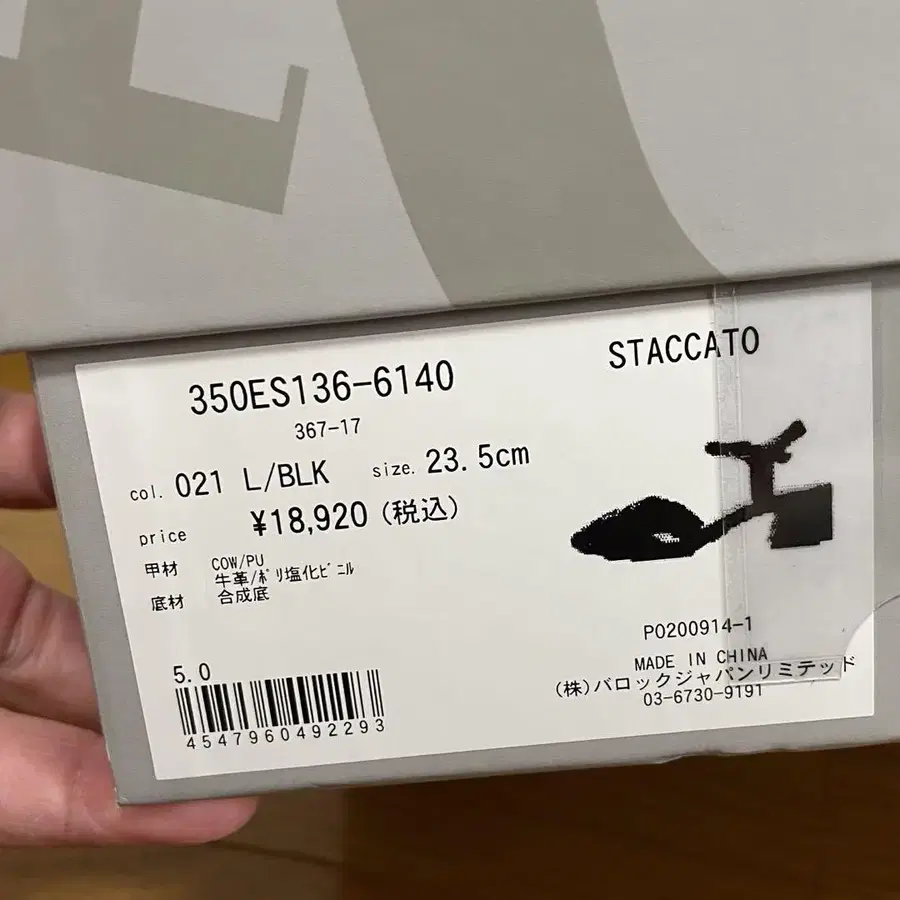 350ES136-6140
367-17
STACCATO
col. 021 L/BLK size. 23.5cm
price ¥18,920 (税込)
甲材 COW/PU
牛革/ポリ塩化ビニル
底材 合成底
5.0
4547960492293
PO200914-1
MADE IN CHINA
(株)バロックジャパンリミテッド
03-6730-9191